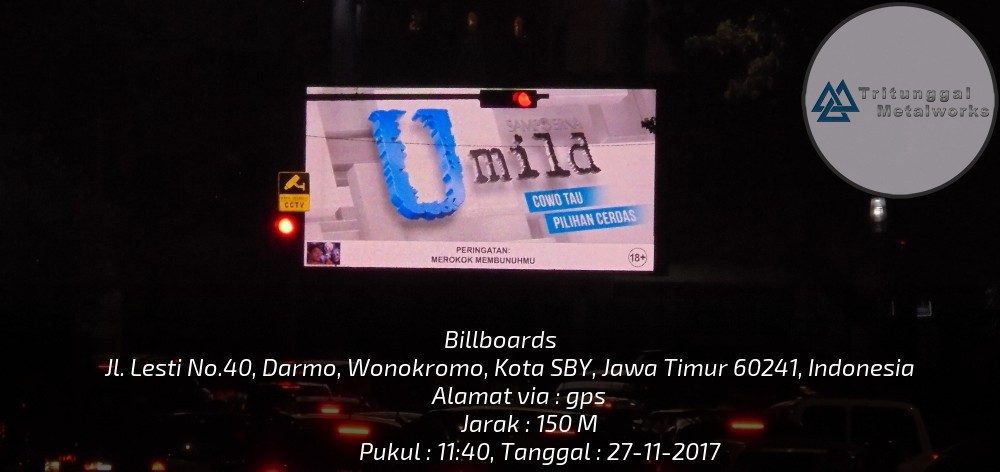 Tritunggal
Metalworks
SAMPOERNA
U mild
COWO TAU
PILIHAN CERDAS
CCTV
PERINGATAN:
MEROKOK MEMBUNUHMU
18+
Billboards
Jl. Lesti No.40, Darmo, Wonokromo, Kota SBY, Jawa Timur 60241, Indonesia
Alamat via : gps
Jarak : 150 M
Pukul : 11:40, Tanggal : 27-11-2017